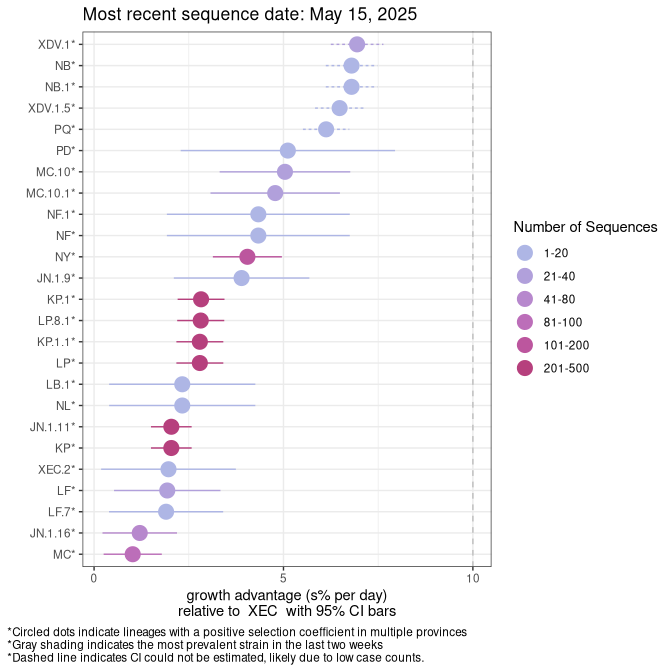 Most recent sequence date: May 15, 2025
XDV.1*
NB*
NB.1*
XDV.1.5*
PQ*
PD*
MC.10*
MC.10.1*
NF.1*
NF*
NY*
JN.1.9*
KP.1*
LP.8.1*
KP.1.1*
LP*
LB.1*
NL*
JN.1.11*
KP*
XEC.2*
LF*
LF.7*
JN.1.16*
MC*
0 5 10
growth advantage (s% per day)
relative to XEC with 95% CI bars
Number of Sequences
1-20
21-40
41-80
81-100
101-200
201-500
*Circled dots indicate lineages with a positive selection coefficient in multiple provinces
*Gray shading indicates the most prevalent strain in the last two weeks
*Dashed line indicates CI could not be estimated, likely due to low case counts.